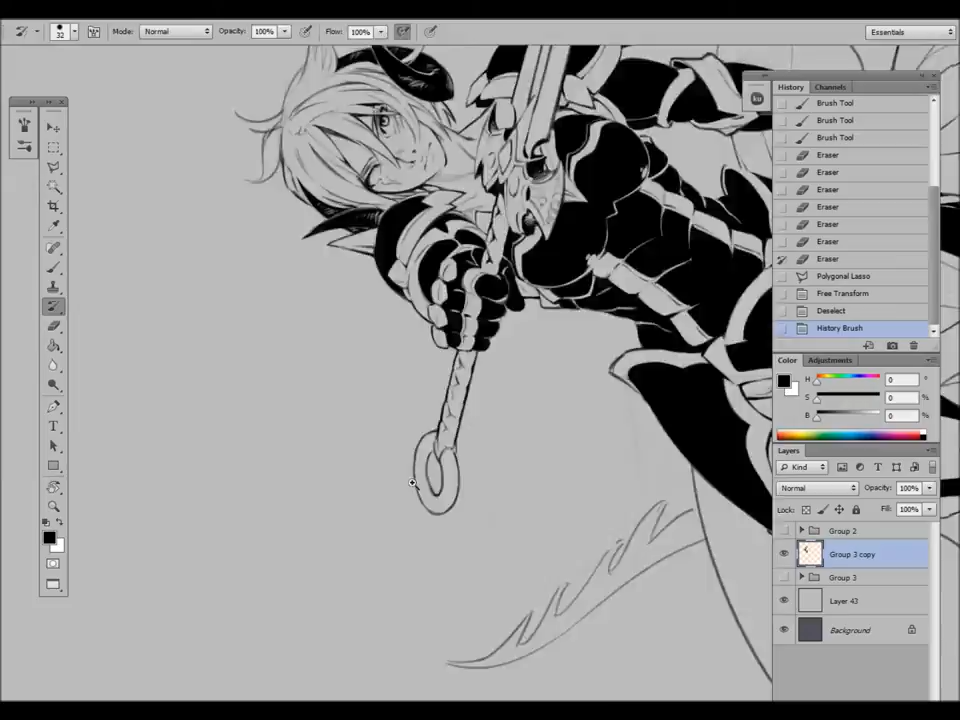 32 Mode: Normal Opacity: 100% Flow: 100% Essentials
History Channels
Brush Tool
Brush Tool
Brush Tool
Eraser
Eraser
Eraser
Eraser
Eraser
Eraser
Eraser
Polygonal Lasso
Free Transform
Deselect
History Brush
Color Adjustments
H 0 °
S 0 %
B 0 %
Layers
Kind
Normal Opacity: 100%
Lock: Fill: 100%
Group 2
Group 3 copy
Group 3
Layer 43
Background